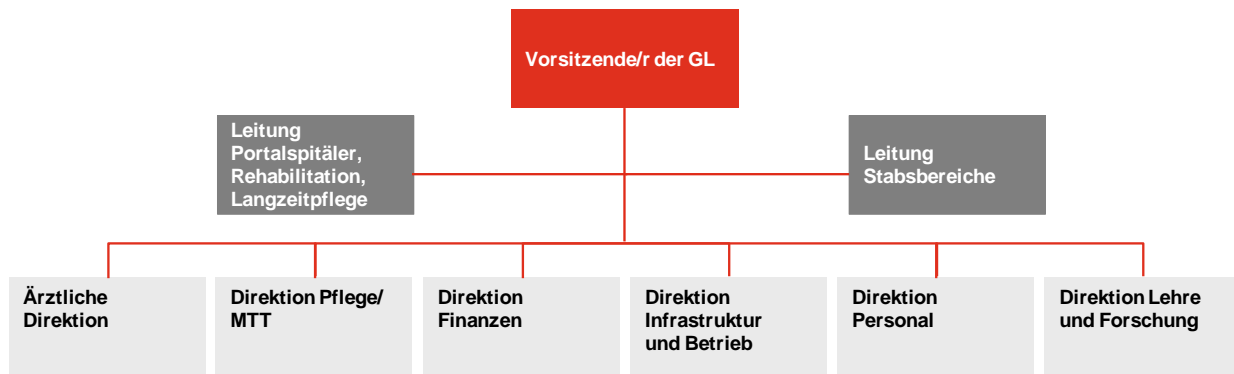 Vorsitzende/r der GL
Leitung
Portalspitäler,
Rehabilitation,
Langzeitpflege
Leitung
Stabsbereiche
Ärztliche
Direktion
Direktion Pflege/
MTT
Direktion
Finanzen
Direktion
Infrastruktur
und Betrieb
Direktion
Personal
Direktion Lehre
und Forschung